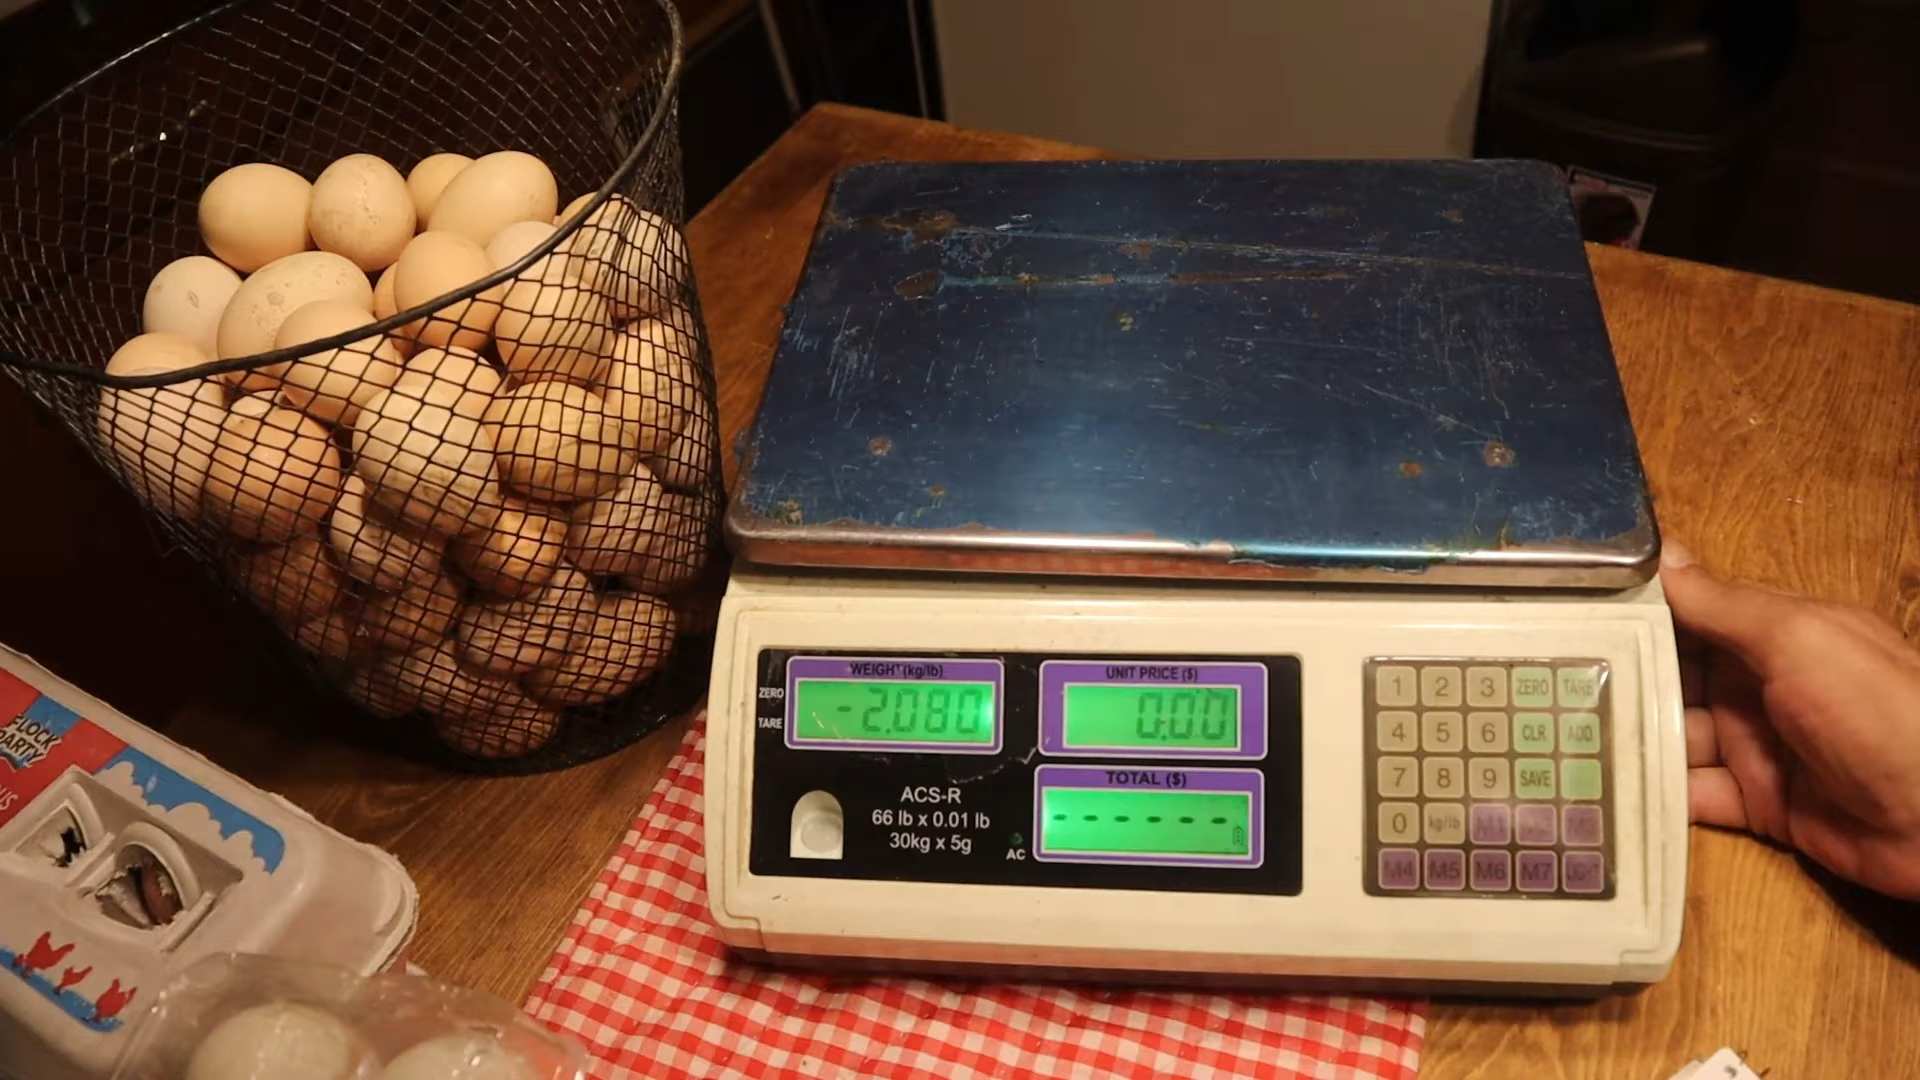 WEIGHT (kg/lb)
ZERO
TARE
-2.080
UNIT PRICE ($)
0.00
TOTAL ($)
------
ACS-R
66 lb x 0.01 lb
30kg x 5g
AC
1 2 3 ZERO TARE
4 5 6 CLR ADD
7 8 9 SAVE
0 kg/lb M1
M4 M5 M6 M7
FLOCK
PARTY